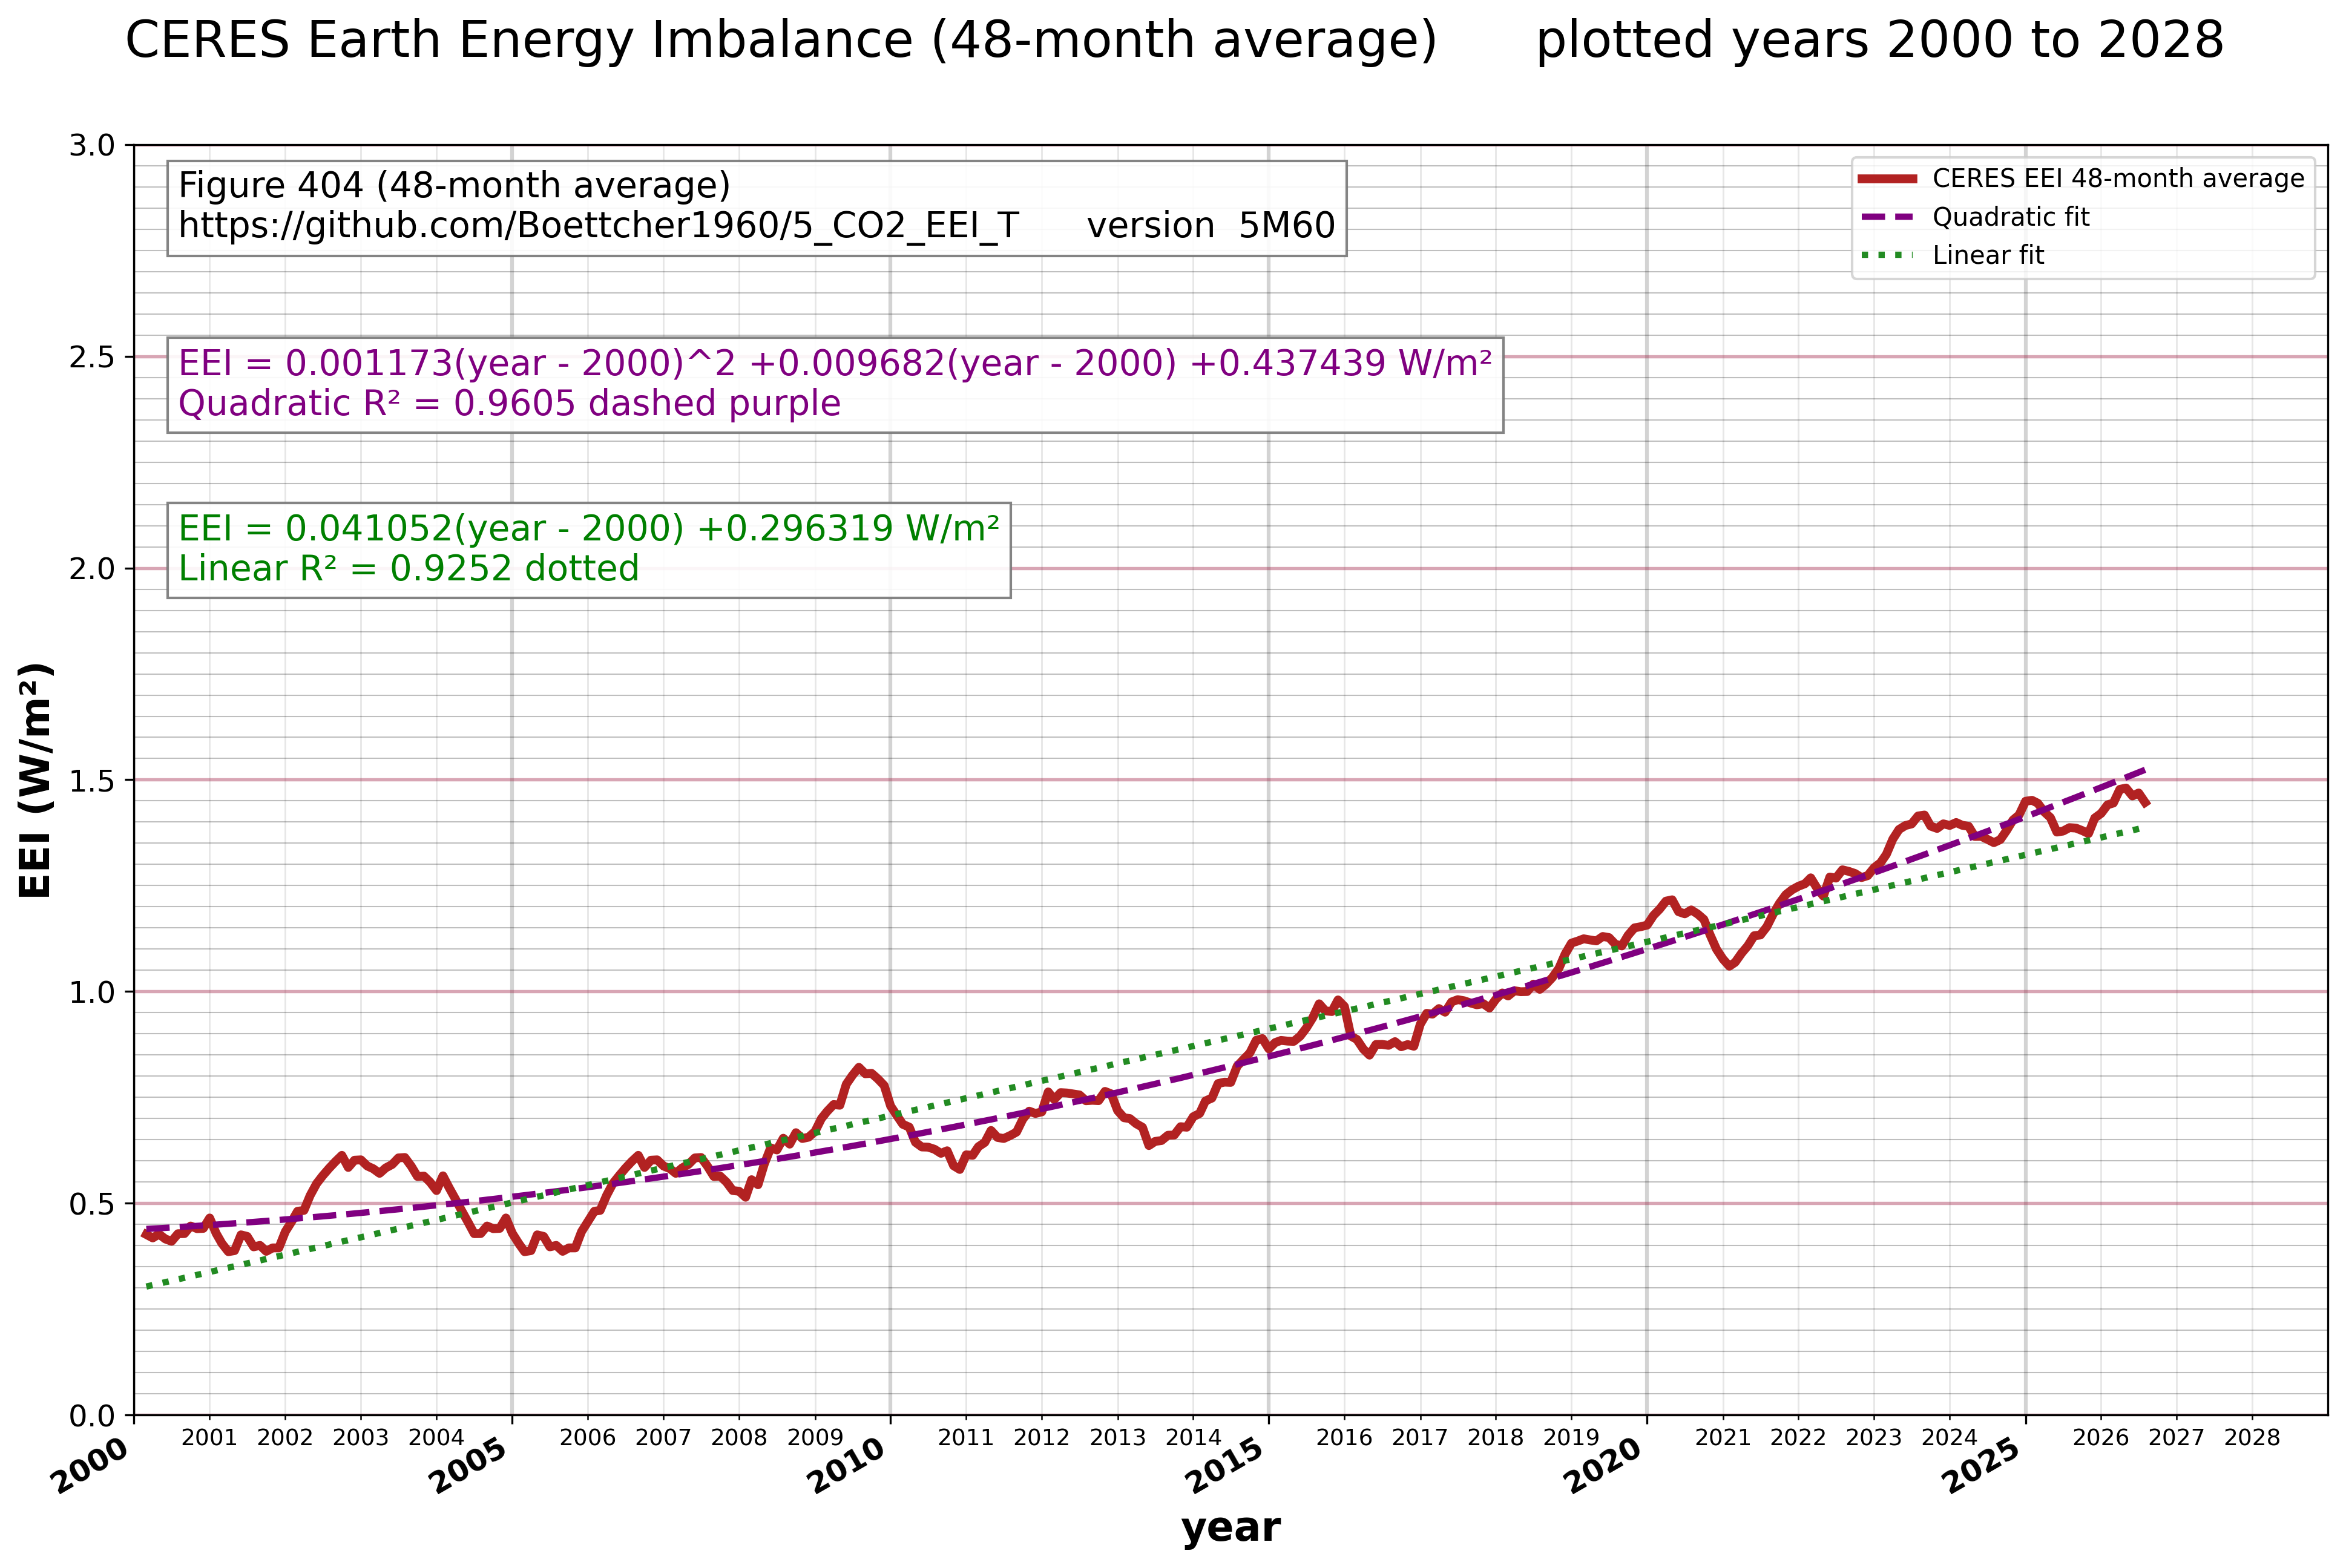 CERES Earth Energy Imbalance (48-month average)      plotted years 2000 to 2028
Figure 404 (48-month average)
https://github.com/Boettcher1960/5_CO2_EEI_T      version  5M60
CERES EEI 48-month average
Quadratic fit
Linear fit
EEI = 0.001173(year - 2000)^2 +0.009682(year - 2000) +0.437439 W/m²
Quadratic R² = 0.9605 dashed purple
EEI = 0.041052(year - 2000) +0.296319 W/m²
Linear R² = 0.9252 dotted
EEI (W/m²)
3.0
2.5
2.0
1.5
1.0
0.5
0.0
2000 2001 2002 2003 2004 2005 2006 2007 2008 2009 2010 2011 2012 2013 2014 2015 2016 2017 2018 2019 2020 2021 2022 2023 2024 2025 2026 2027 2028
year